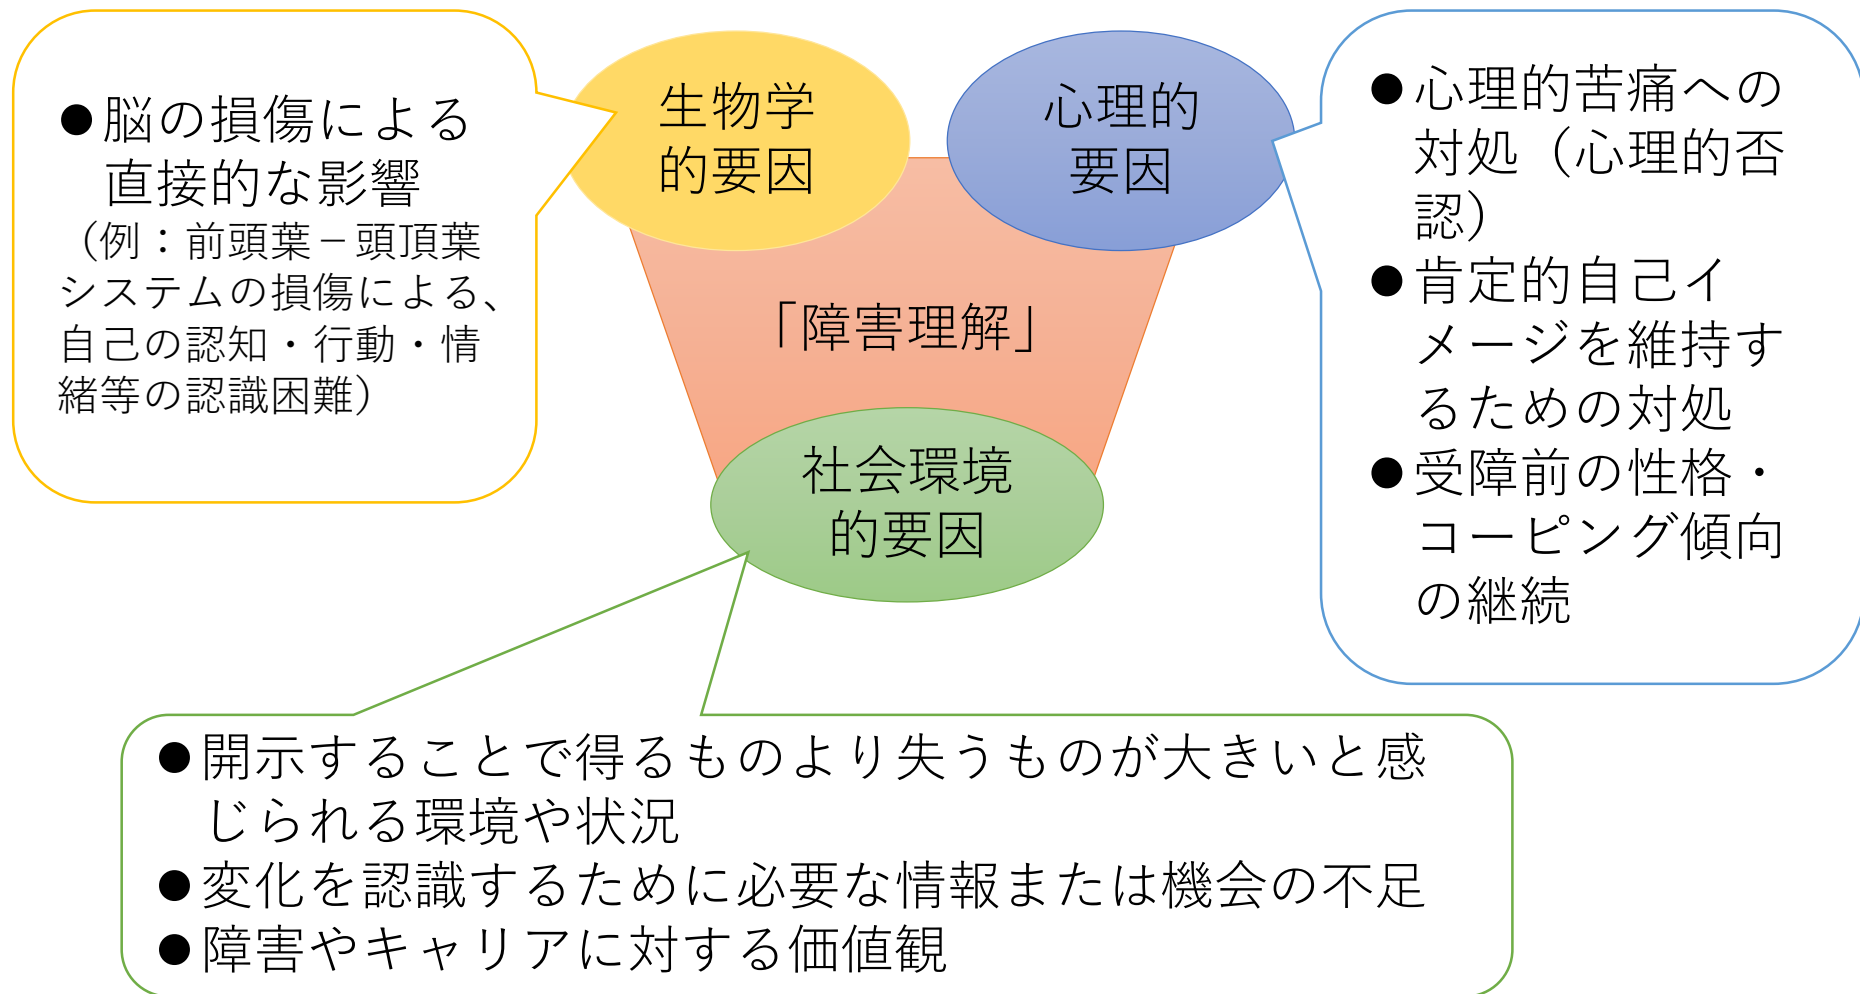 ●脳の損傷による
直接的な影響
（例：前頭葉－頭頂葉
システムの損傷による、
自己の認知・行動・情
緒等の認識困難）
生物学
的要因
心理的
要因
●心理的苦痛への
対処（心理的否
認）
●肯定的自己イ
メージを維持す
るための対処
●受障前の性格・
コーピング傾向
の継続
「障害理解」
社会環境
的要因
●開示することで得るものより失うものが大きいと感
じられる環境や状況
●変化を認識するために必要な情報または機会の不足
●障害やキャリアに対する価値観